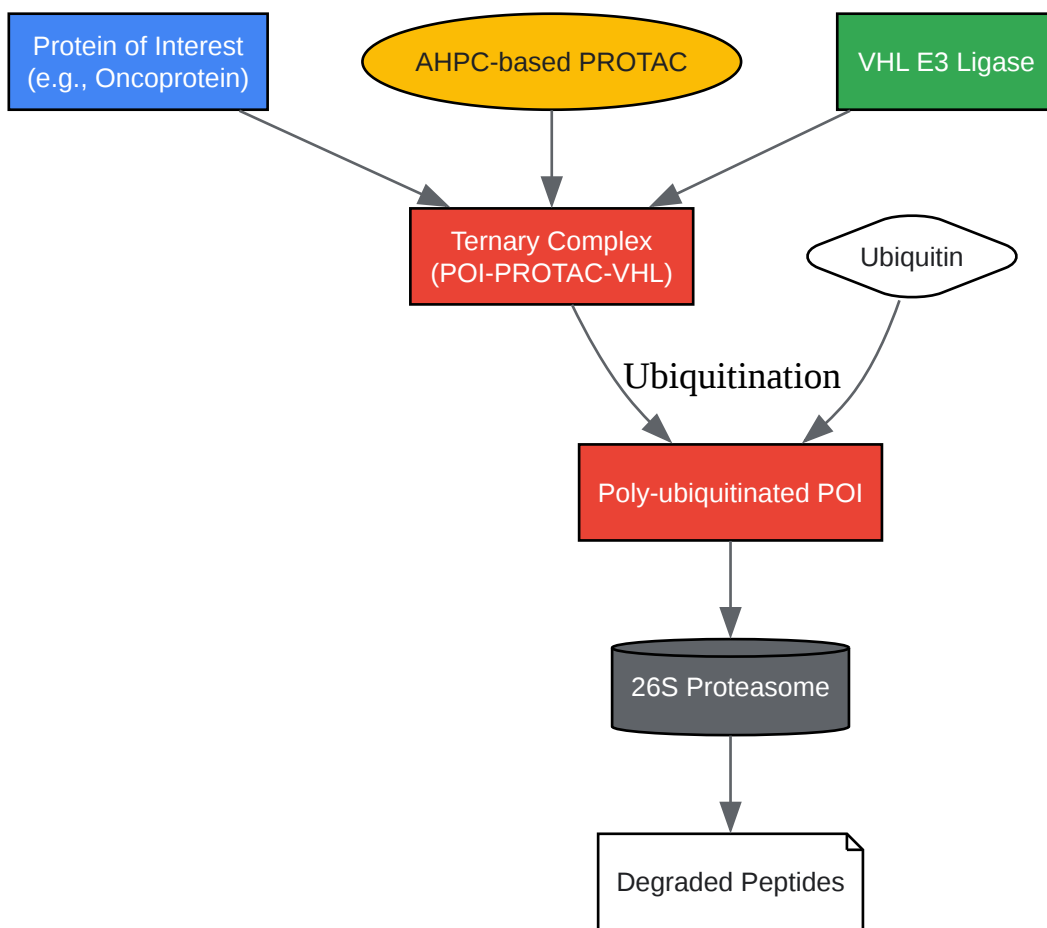 Protein of Interest
(e.g., Oncoprotein)
AHPC-based PROTAC
VHL E3 Ligase
Ternary Complex
(POI-PROTAC-VHL)
Ubiquitin
Ubiquitination
Poly-ubiquitinated POI
26S Proteasome
Degraded Peptides